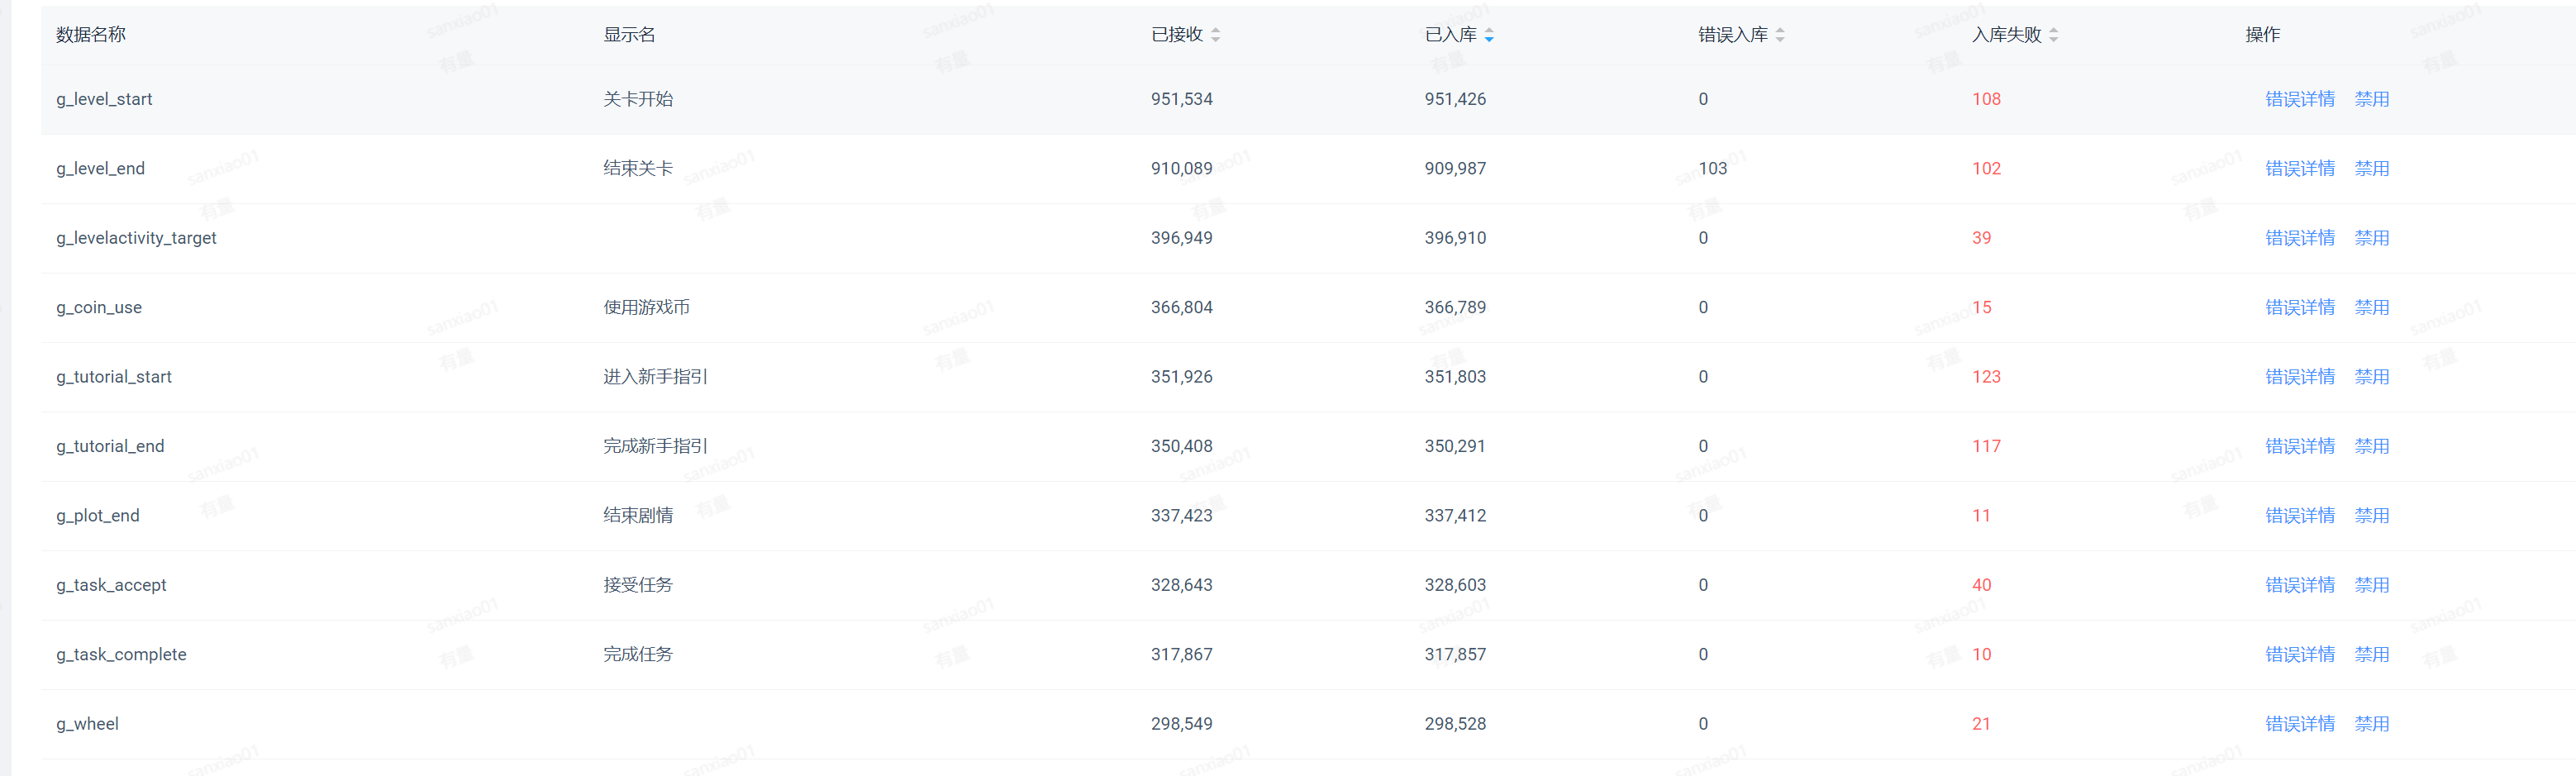 数据名称 显示名 已接收 已入库 错误入库 入库失败 操作
g_level_start 关卡开始 951,534 951,426 0 108 错误详情 禁用
g_level_end 结束关卡 910,089 909,987 103 102 错误详情 禁用
g_levelactivity_target 396,949 396,910 0 39 错误详情 禁用
g_coin_use 使用游戏币 366,804 366,789 0 15 错误详情 禁用
g_tutorial_start 进入新手指引 351,926 351,803 0 123 错误详情 禁用
g_tutorial_end 完成新手指引 350,408 350,291 0 117 错误详情 禁用
g_plot_end 结束剧情 337,423 337,412 0 11 错误详情 禁用
g_task_accept 接受任务 328,643 328,603 0 40 错误详情 禁用
g_task_complete 完成任务 317,867 317,857 0 10 错误详情 禁用
g_wheel 298,549 298,528 0 21 错误详情 禁用
sanxiao01
有量